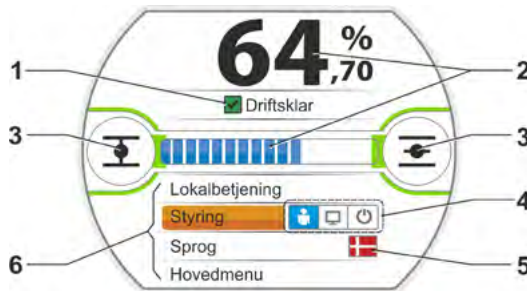 64,70 %
1
Driftsklar
2
3
3
Lokalbetjening
4
Styring
Sprog
5
6
Hovedmenu